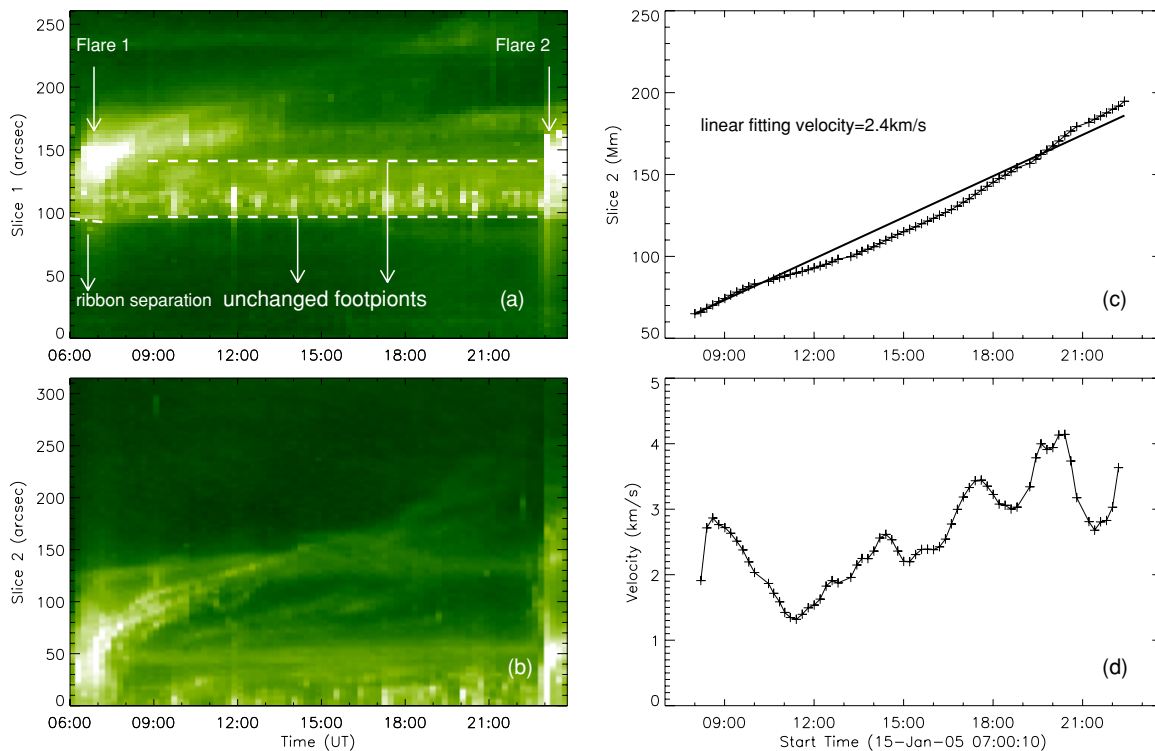 250
200
150
100
50
0
Slice 1 (arcsec)
Flare 1
Flare 2
ribbon separation
unchanged footpionts
(a)
06:00 09:00 12:00 15:00 18:00 21:00
300
250
200
150
100
50
0
Slice 2 (arcsec)
(b)
06:00 09:00 12:00 15:00 18:00 21:00
Time (UT)
250
200
150
100
50
Slice 2 (Mm)
linear fitting velocity=2.4km/s
(c)
09:00 12:00 15:00 18:00 21:00
5
4
3
2
1
0
Velocity (km/s)
(d)
09:00 12:00 15:00 18:00 21:00
Start Time (15-Jan-05 07:00:10)